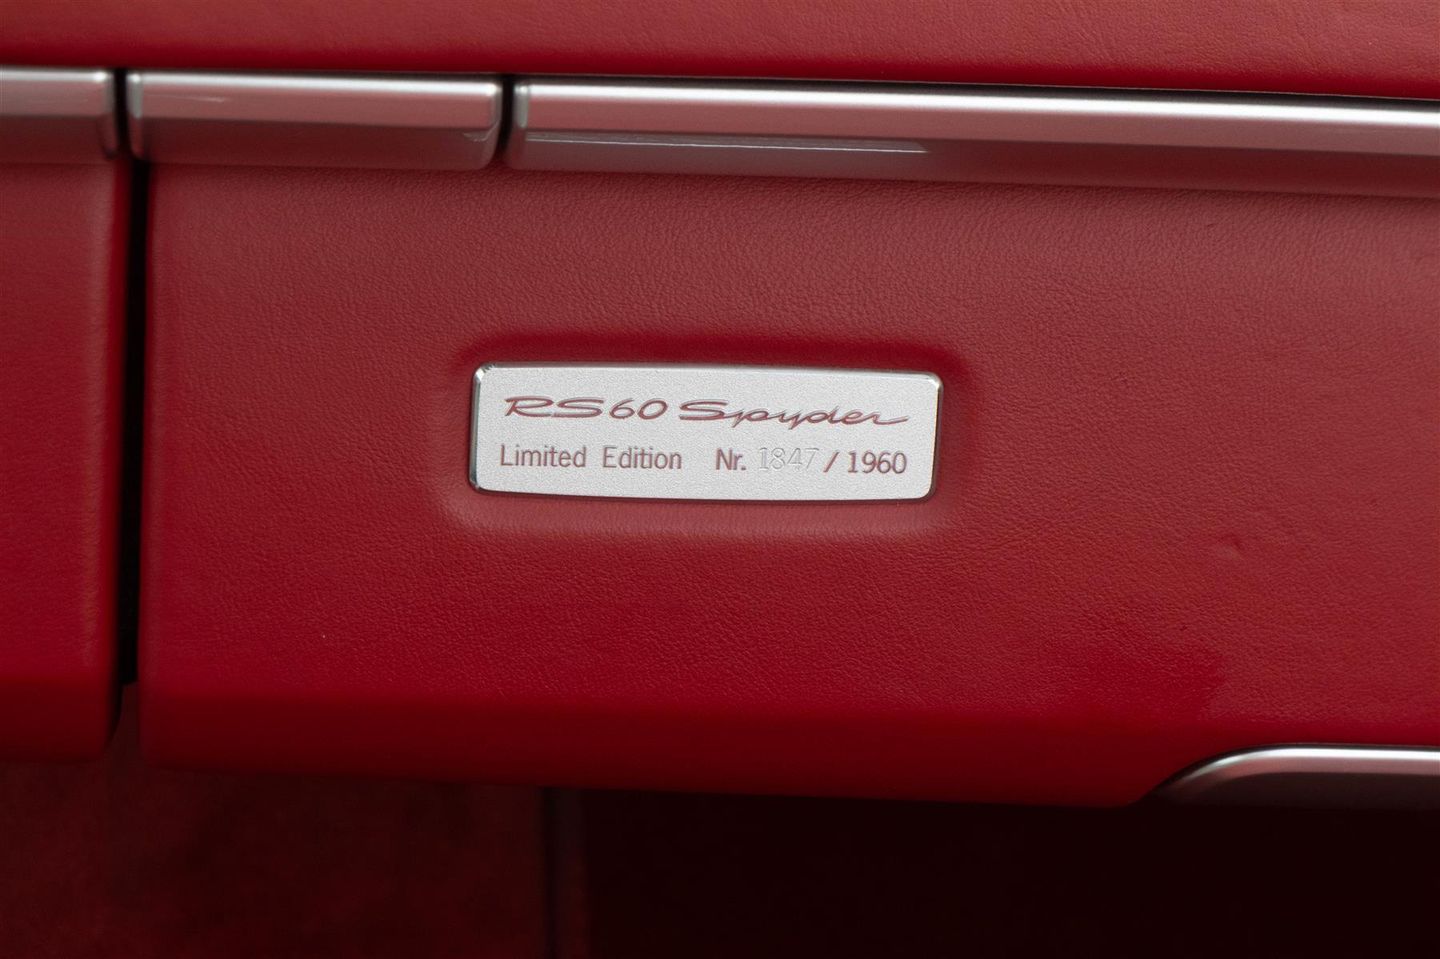 RS60 Spyder
Limited Edition Nr. 1847 / 1960